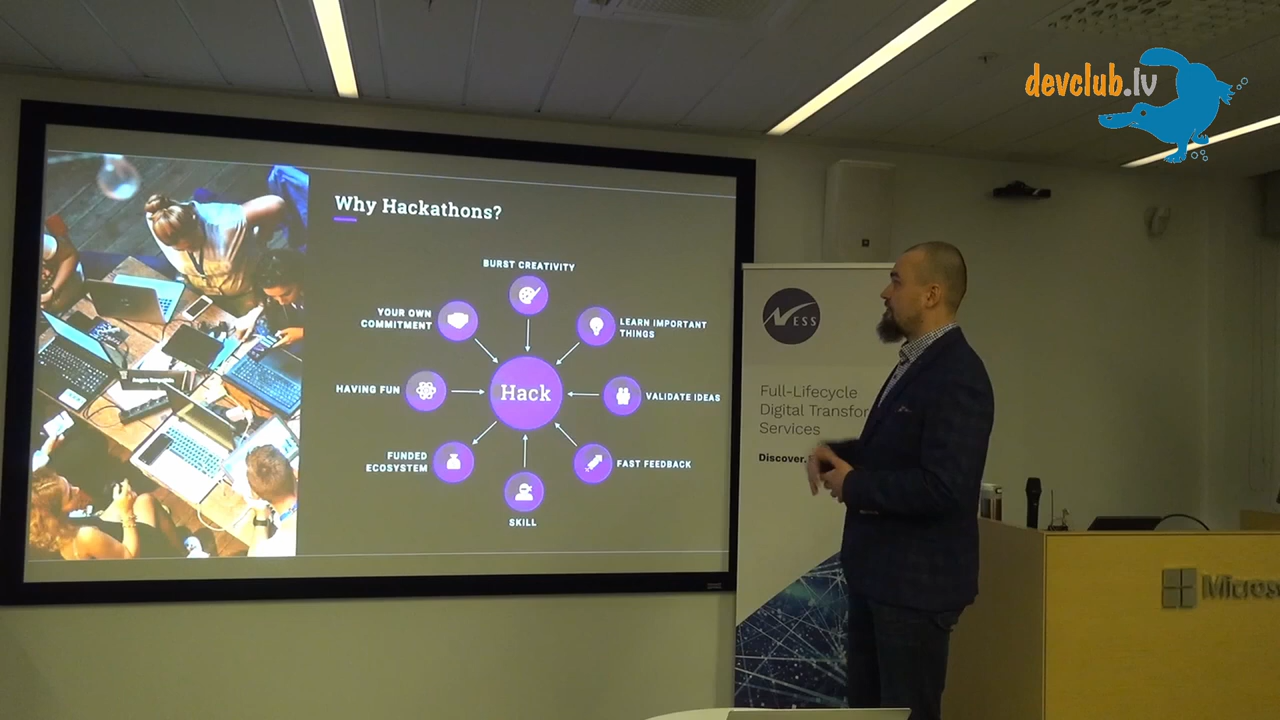 devclub.lv
Why Hackathons?
BURST CREATIVITY
YOUR OWN
COMMITMENT
LEARN IMPORTANT
THINGS
HAVING FUN
Hack
VALIDATE IDEAS
FUNDED
ECOSYSTEM
FAST FEEDBACK
SKILL
NESS
Full-Lifecycle
Digital Transfor
Services
Discover.
Micros